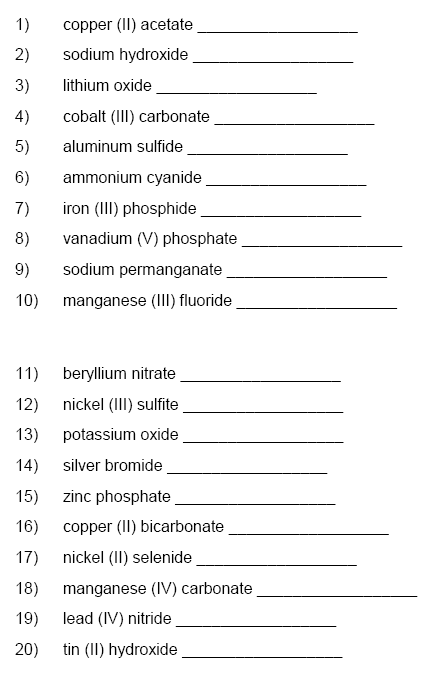 1) copper (II) acetate __________________
2) sodium hydroxide __________________
3) lithium oxide __________________
4) cobalt (III) carbonate __________________
5) aluminum sulfide __________________
6) ammonium cyanide __________________
7) iron (III) phosphide __________________
8) vanadium (V) phosphate __________________
9) sodium permanganate __________________
10) manganese (III) fluoride __________________
11) beryllium nitrate __________________
12) nickel (III) sulfite __________________
13) potassium oxide __________________
14) silver bromide __________________
15) zinc phosphate __________________
16) copper (II) bicarbonate __________________
17) nickel (II) selenide __________________
18) manganese (IV) carbonate __________________
19) lead (IV) nitride __________________
20) tin (II) hydroxide __________________